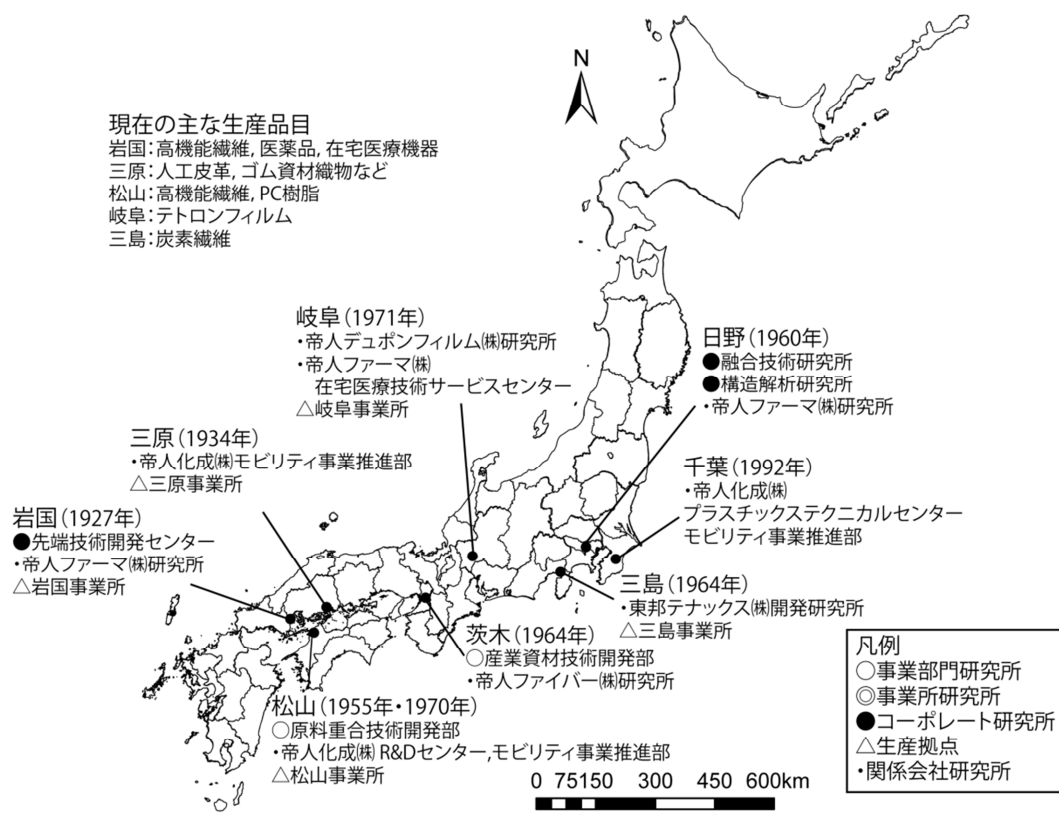 N
現在の主な生産品目
岩国：高機能繊維, 医薬品, 在宅医療機器
三原：人工皮革, ゴム資材織物など
松山：高機能繊維, PC樹脂
岐阜：テトロンフィルム
三島：炭素繊維
岐阜（1971年）
・帝人デュポンフィルム㈱研究所
・帝人ファーマ㈱
在宅医療技術サービスセンター
△岐阜事業所
日野（1960年）
●融合技術研究所
●構造解析研究所
・帝人ファーマ㈱研究所
三原（1934年）
・帝人化成㈱モビリティ事業推進部
△三原事業所
千葉（1992年）
・帝人化成㈱
プラスチックステクニカルセンター
モビリティ事業推進部
岩国（1927年）
●先端技術開発センター
・帝人ファーマ㈱研究所
△岩国事業所
三島（1964年）
・東邦テナックス㈱開発研究所
△三島事業所
茨木（1964年）
○産業資材技術開発部
・帝人ファイバー㈱研究所
松山（1955年・1970年）
○原料重合技術開発部
・帝人化成㈱ R&Dセンター,モビリティ事業推進部
△松山事業所
凡例
○事業部門研究所
◎事業所研究所
●コーポレート研究所
△生産拠点
・関係会社研究所
0 75150 300 450 600km